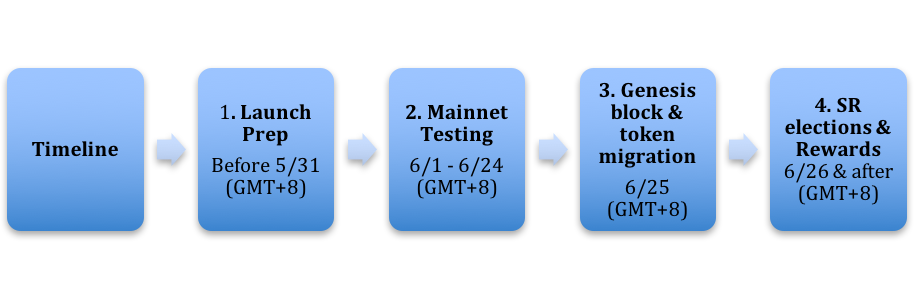 Timeline
1. Launch
Prep
Before 5/31
(GMT+8)
2. Mainnet
Testing
6/1 - 6/24
(GMT+8)
3. Genesis
block &
token
migration
6/25
(GMT+8)
4. SR
elections &
Rewards
6/26 & after
(GMT+8)